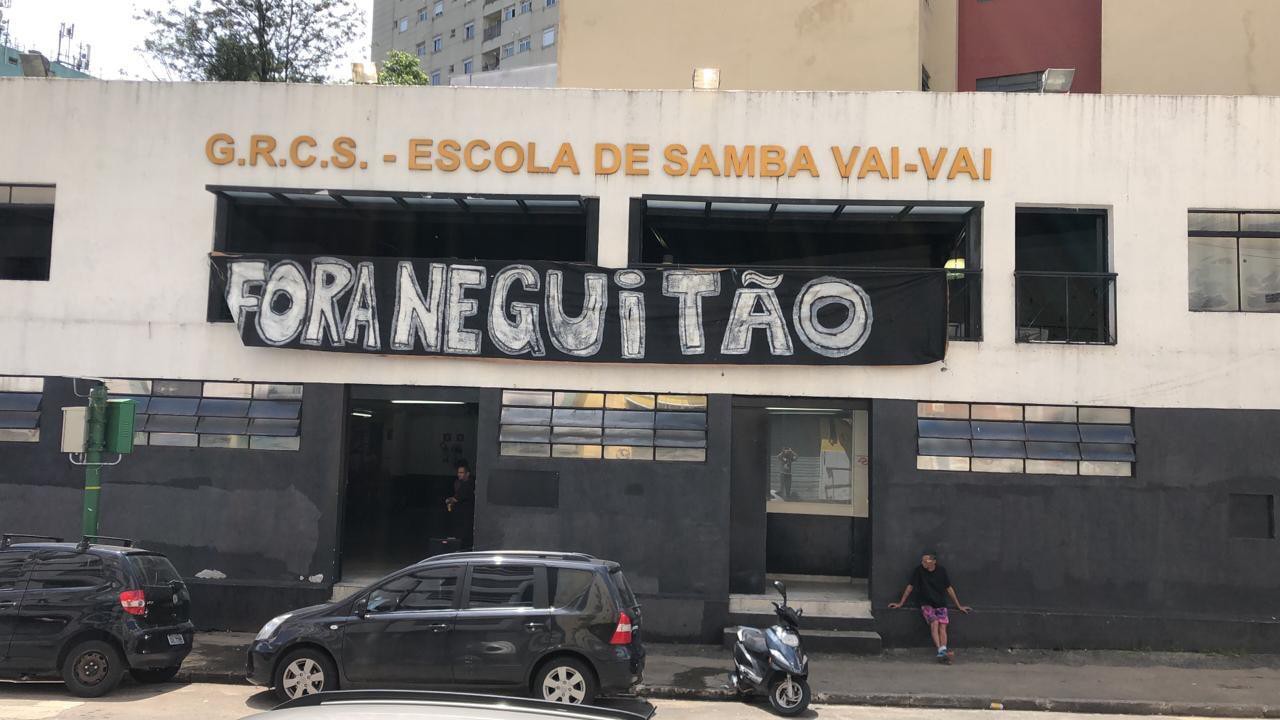 G.R.C.S. - ESCOLA DE SAMBA VAI-VAI
FORA NEGUiTÃO